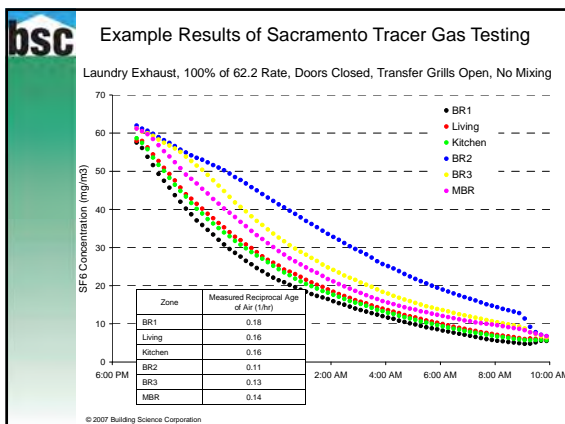 bsc
Example Results of Sacramento Tracer Gas Testing
Laundry Exhaust, 100% of 62.2 Rate, Doors Closed, Transfer Grills Open, No Mixing
70
60
50
40
30
20
10
0
SF6 Concentration (mg/m3)
BR1
Living
Kitchen
BR2
BR3
MBR
Zone Measured Reciprocal Age
of Air (1/hr)
BR1 0.18
Living 0.16
Kitchen 0.16
BR2 0.11
BR3 0.13
MBR 0.14
6:00 PM 2:00 AM 4:00 AM 6:00 AM 8:00 AM 10:00 AM
© 2007 Building Science Corporation